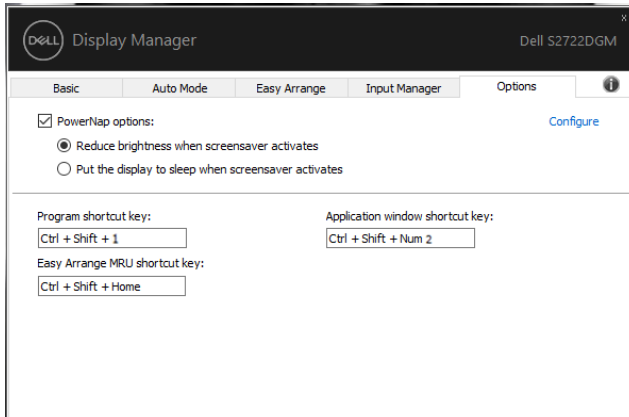 DELL Display Manager Dell S2722DGM
x
Basic Auto Mode Easy Arrange Input Manager Options i
PowerNap options: Configure
Reduce brightness when screensaver activates
Put the display to sleep when screensaver activates
Program shortcut key: Application window shortcut key:
Ctrl + Shift + 1 Ctrl + Shift + Num 2
Easy Arrange MRU shortcut key:
Ctrl + Shift + Home